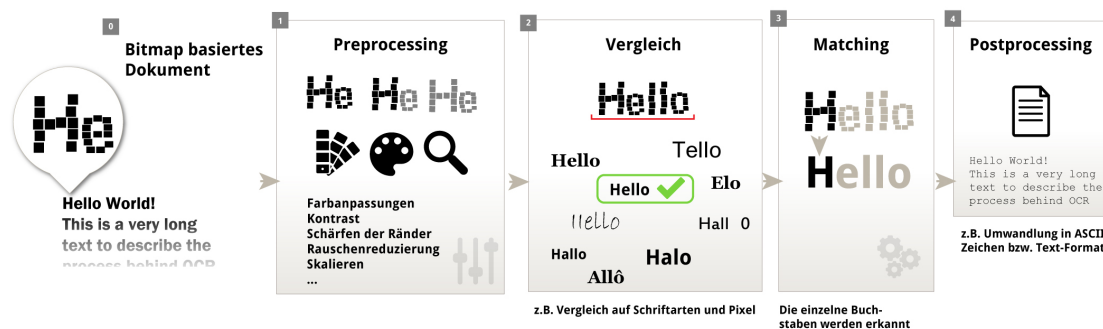 0
Bitmap basiertes
Dokument
He
Hello World!
This is a very long
text to describe the
process behind OCR
1
Preprocessing
He He He
Farbanpassungen
Kontrast
Schärfen der Ränder
Rauschenreduzierung
Skalieren
...
2
Vergleich
Hello
Tello
Hello
Hello
Elo
Hello
Hall 0
Hallo
Halo
Allô
z.B. Vergleich auf Schriftarten und Pixel
3
Matching
Hello
Hello
Die einzelne Buch-
staben werden erkannt
4
Postprocessing
Hello World!
This is a very long
text to describe the
process behind OCR
z.B. Umwandlung in ASCII
Zeichen bzw. Text-Format